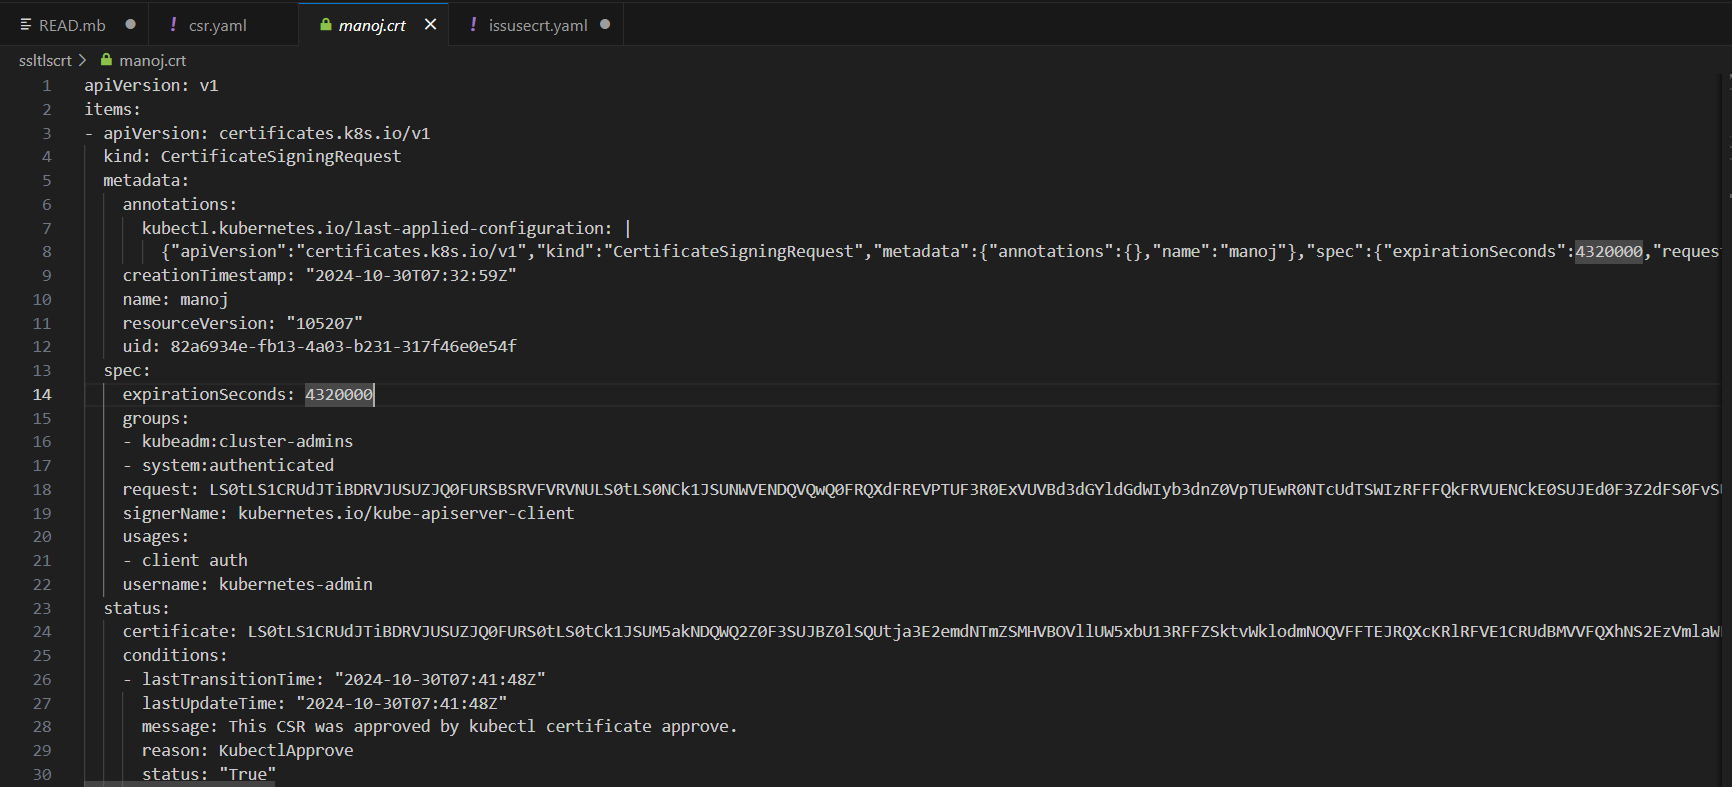 READ.mb ● ! csr.yaml manoj.crt × ! issusecrt.yaml ●
ssltlscrt > manoj.crt
1 apiVersion: v1
2 items:
3 - apiVersion: certificates.k8s.io/v1
4 kind: CertificateSigningRequest
5 metadata:
6 annotations:
7 kubectl.kubernetes.io/last-applied-configuration: |
8 {"apiVersion":"certificates.k8s.io/v1","kind":"CertificateSigningRequest","metadata":{"annotations":{},"name":"manoj"},"spec":{"expirationSeconds":4320000,"reques
9 creationTimestamp: "2024-10-30T07:32:59Z"
10 name: manoj
11 resourceVersion: "105207"
12 uid: 82a6934e-fb13-4a03-b231-317f46e0e54f
13 spec:
14 expirationSeconds: 4320000
15 groups:
16 - kubeadm:cluster-admins
17 - system:authenticated
18 request:
19 signerName: kubernetes.io/kube-apiserver-client
20 usages:
21 - client auth
22 username: kubernetes-admin
23 status:
24 certificate:
25 conditions:
26 - lastTransitionTime: "2024-10-30T07:41:48Z"
27 lastUpdateTime: "2024-10-30T07:41:48Z"
28 message: This CSR was approved by kubectl certificate approve.
29 reason: KubectlApprove
30 status: "True"